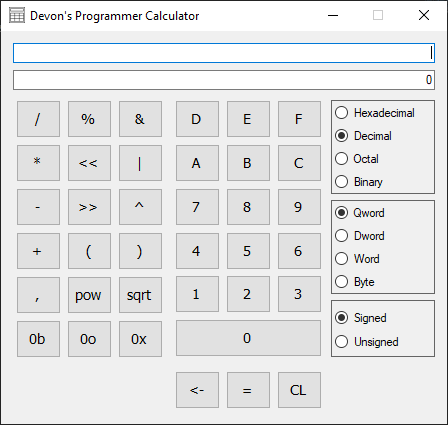 Devon's Programmer Calculator
0
/ % & D E F
* << | A B C
- >> ^ 7 8 9
+ ( ) 4 5 6
, pow sqrt 1 2 3
0b 0o 0x 0
<- = CL
Hexadecimal
Decimal
Octal
Binary
Qword
Dword
Word
Byte
Signed
Unsigned